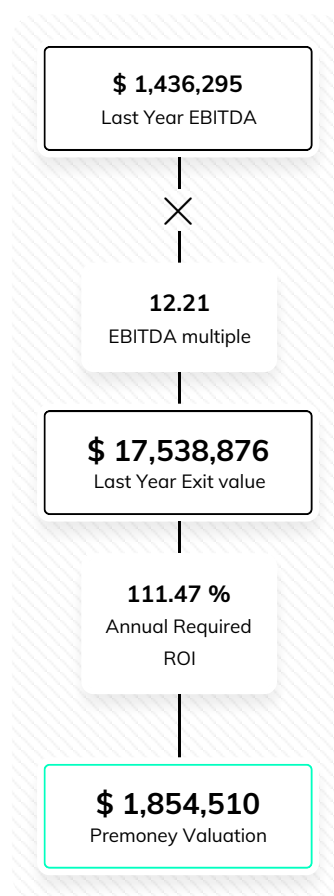 $ 1,436,295
Last Year EBITDA
12.21
EBITDA multiple
$ 17,538,876
Last Year Exit value
111.47 %
Annual Required
ROI
$ 1,854,510
Premoney Valuation